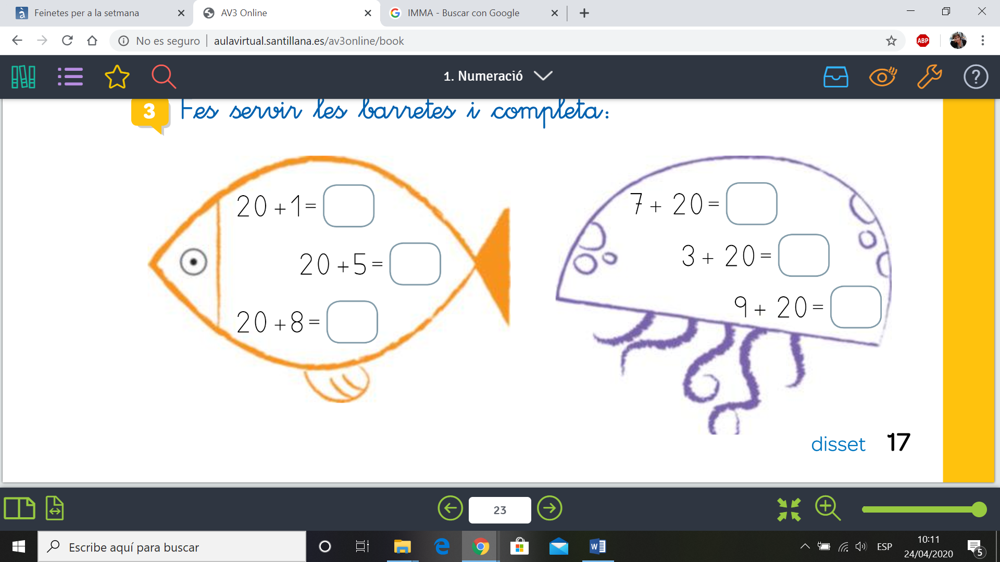 Feinetes per a la setmana
AV3 Online
IMMA - Buscar con Google
No es seguro
aulavirtual.santillana.es/av3online/book
ABP
1. Numeració
3 Fes servir les barretes i completa:
20 + 1 =
20 + 5 =
20 + 8 =
7 + 20 =
3 + 20 =
9 + 20 =
disset 17
23
Escribe aquí para buscar
ESP
10:11
24/04/2020
5